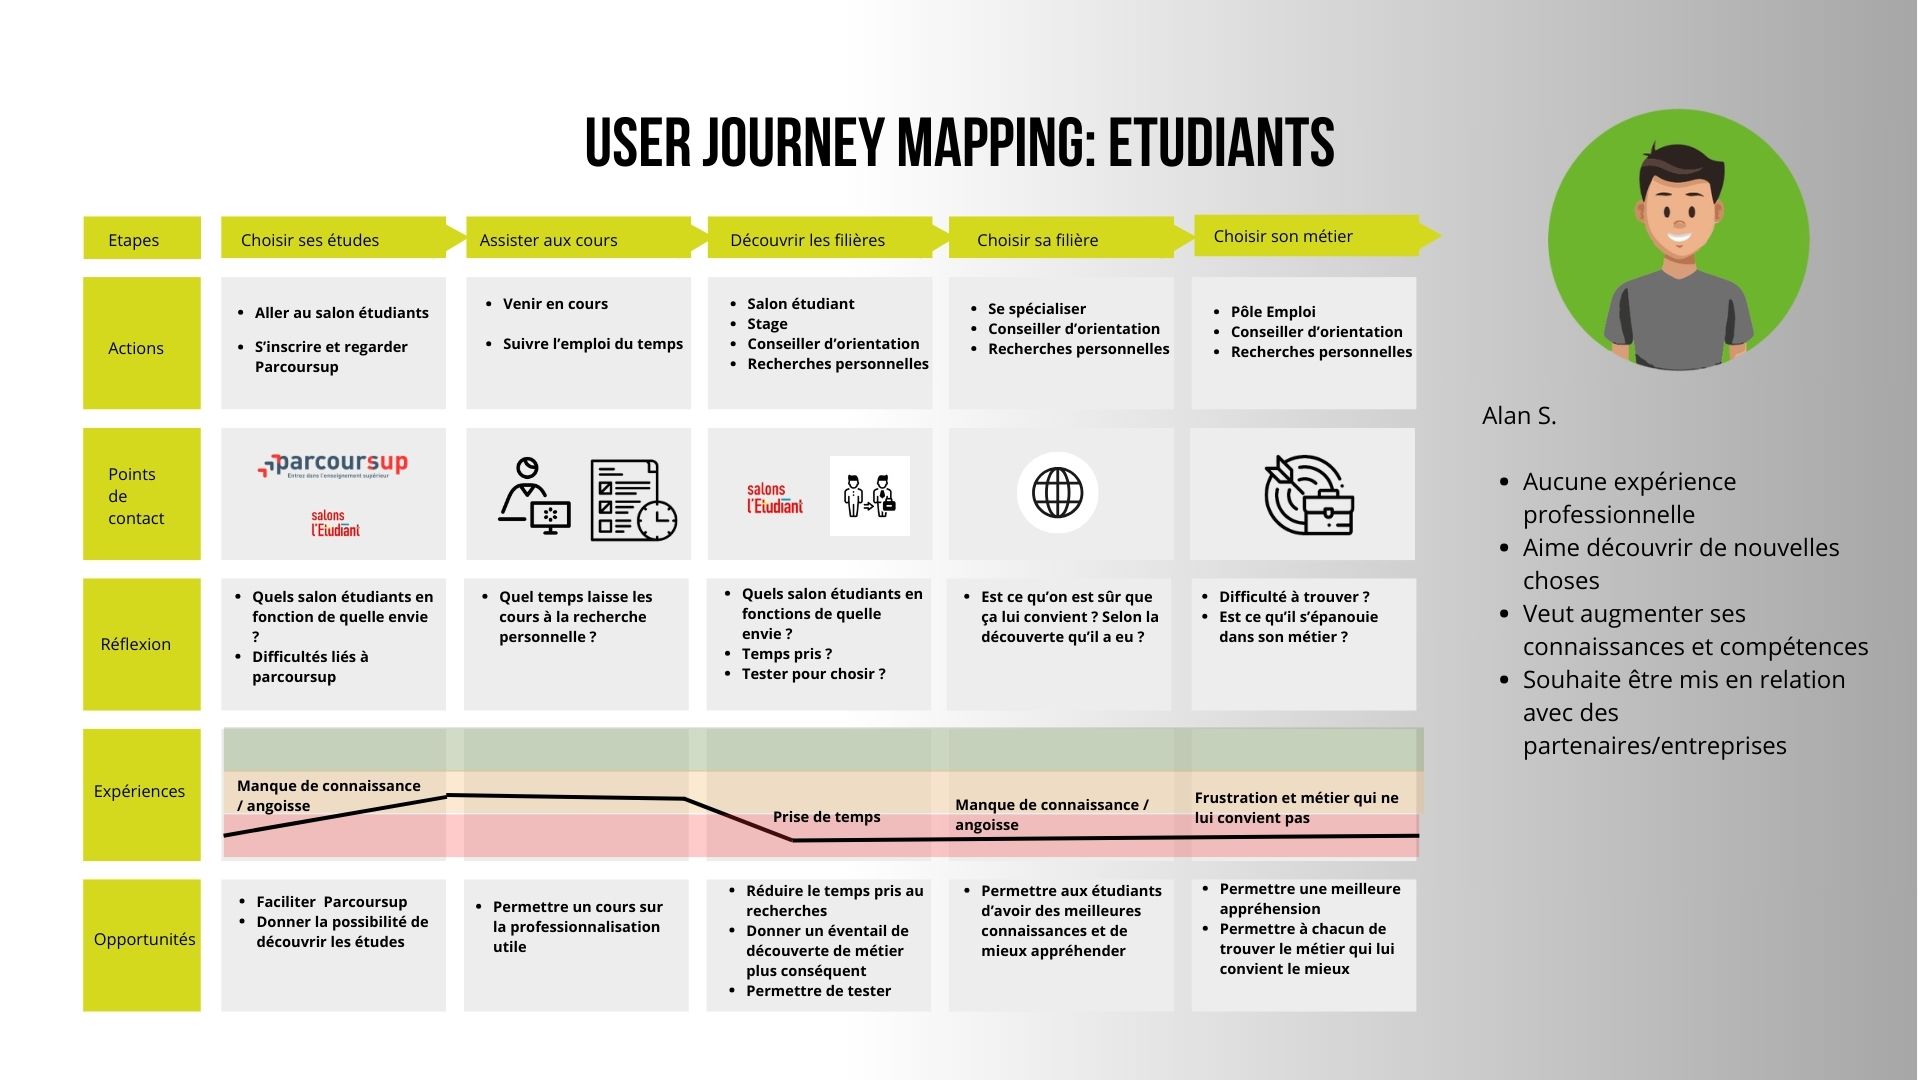 USER JOURNEY MAPPING: ETUDIANTS
Etapes
Choisir ses études
Assister aux cours
Découvrir les filières
Choisir sa filière
Choisir son métier
Actions
• Aller au salon étudiants
• S’inscrire et regarder
Parcoursup
• Venir en cours
• Suivre l’emploi du temps
• Salon étudiant
• Stage
• Conseiller d’orientation
• Recherches personnelles
• Se spécialiser
• Conseiller d’orientation
• Recherches personnelles
• Pôle Emploi
• Conseiller d’orientation
• Recherches personnelles
Points
de
contact
parcoursup
Entrez dans l'enseignement supérieur
salons
l'Etudiant
salons
l'Etudiant
Réflexion
• Quels salon étudiants en
fonction de quelle envie
?
• Difficultés liés à
parcoursup
• Quel temps laisse les
cours à la recherche
personnelle ?
• Quels salon étudiants en
fonctions de quelle
envie ?
• Temps pris ?
• Tester pour chosir ?
• Est ce qu’on est sûr que
ça lui convient ? Selon la
découverte qu’il a eu ?
• Difficulté à trouver ?
• Est ce qu’il s’épanouie
dans son métier ?
Expériences
Manque de connaissance
/ angoisse
Prise de temps
Manque de connaissance /
angoisse
Frustration et métier qui ne
lui convient pas
Opportunités
• Faciliter Parcoursup
• Donner la possibilité de
découvrir les études
• Permettre un cours sur
la professionnalisation
utile
• Réduire le temps pris au
recherches
• Donner un éventail de
découverte de métier
plus conséquent
• Permettre de tester
• Permettre aux étudiants
d’avoir des meilleures
connaissances et de
mieux appréhender
• Permettre une meilleure
appréhension
• Permettre à chacun de
trouver le métier qui lui
convient le mieux
Alan S.
• Aucune expérience
professionnelle
• Aime découvrir de nouvelles
choses
• Veut augmenter ses
connaissances et compétences
• Souhaite être mis en relation
avec des
partenaires/entreprises